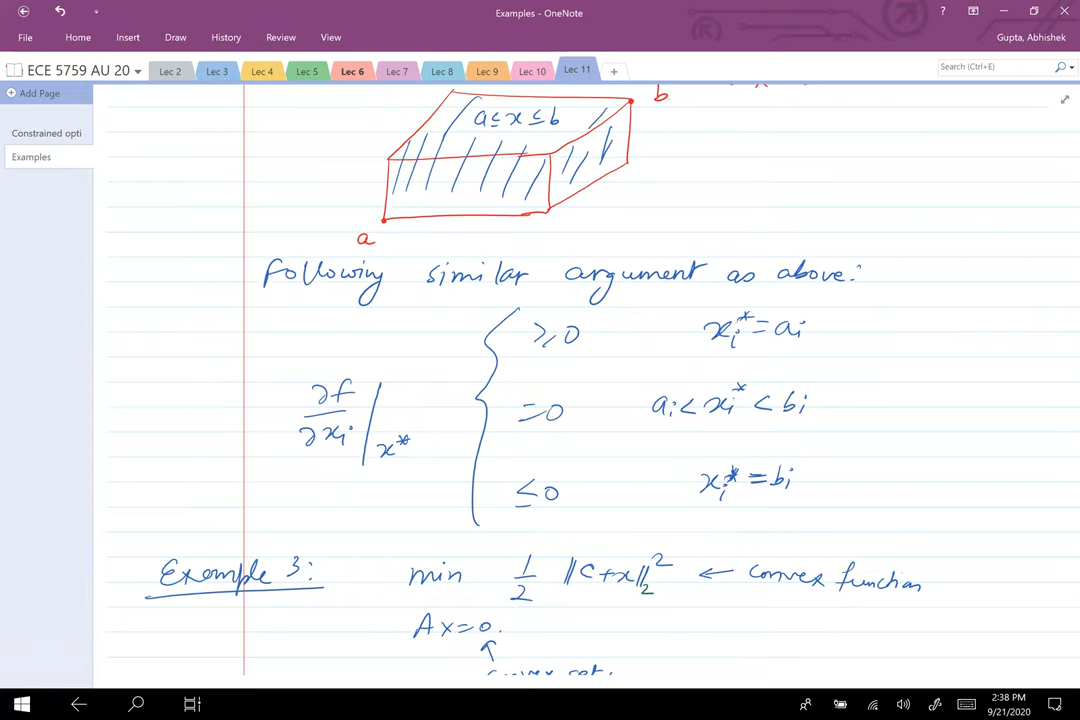 Examples - OneNote
File Home Insert Draw History Review View
Gupta, Abhishek
ECE 5759 AU 20
Lec 2 Lec 3 Lec 4 Lec 5 Lec 6 Lec 7 Lec 8 Lec 9 Lec 10 Lec 11
Search (Ctrl+E)
Add Page
Constrained opti
Examples
b
a ≤ x ≤ b
a
Following similar argument as above:
≥0 xi* = ai
∂f/∂xi | x* { =0 ai < xi* < bi
≤0 xi* = bi
Example 3: min 1/2 ||C+x||₂² ← convex function
Ax=0.
↑
convex set.
2:38 PM
9/21/2020